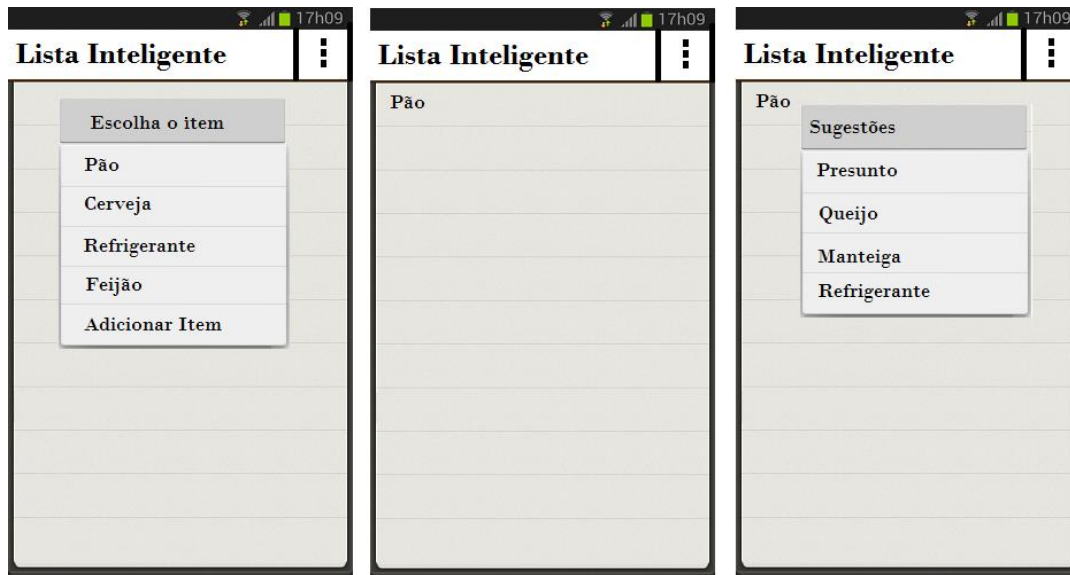 17h09
Lista Inteligente
Escolha o item
Pão
Cerveja
Refrigerante
Feijão
Adicionar Item
17h09
Lista Inteligente
Pão
17h09
Lista Inteligente
Pão
Sugestões
Presunto
Queijo
Manteiga
Refrigerante